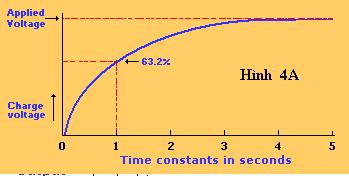 Applied
Voltage
63.2%
Hình 4A
Charge
voltage
0 1 2 3 4 5
Time constants in seconds